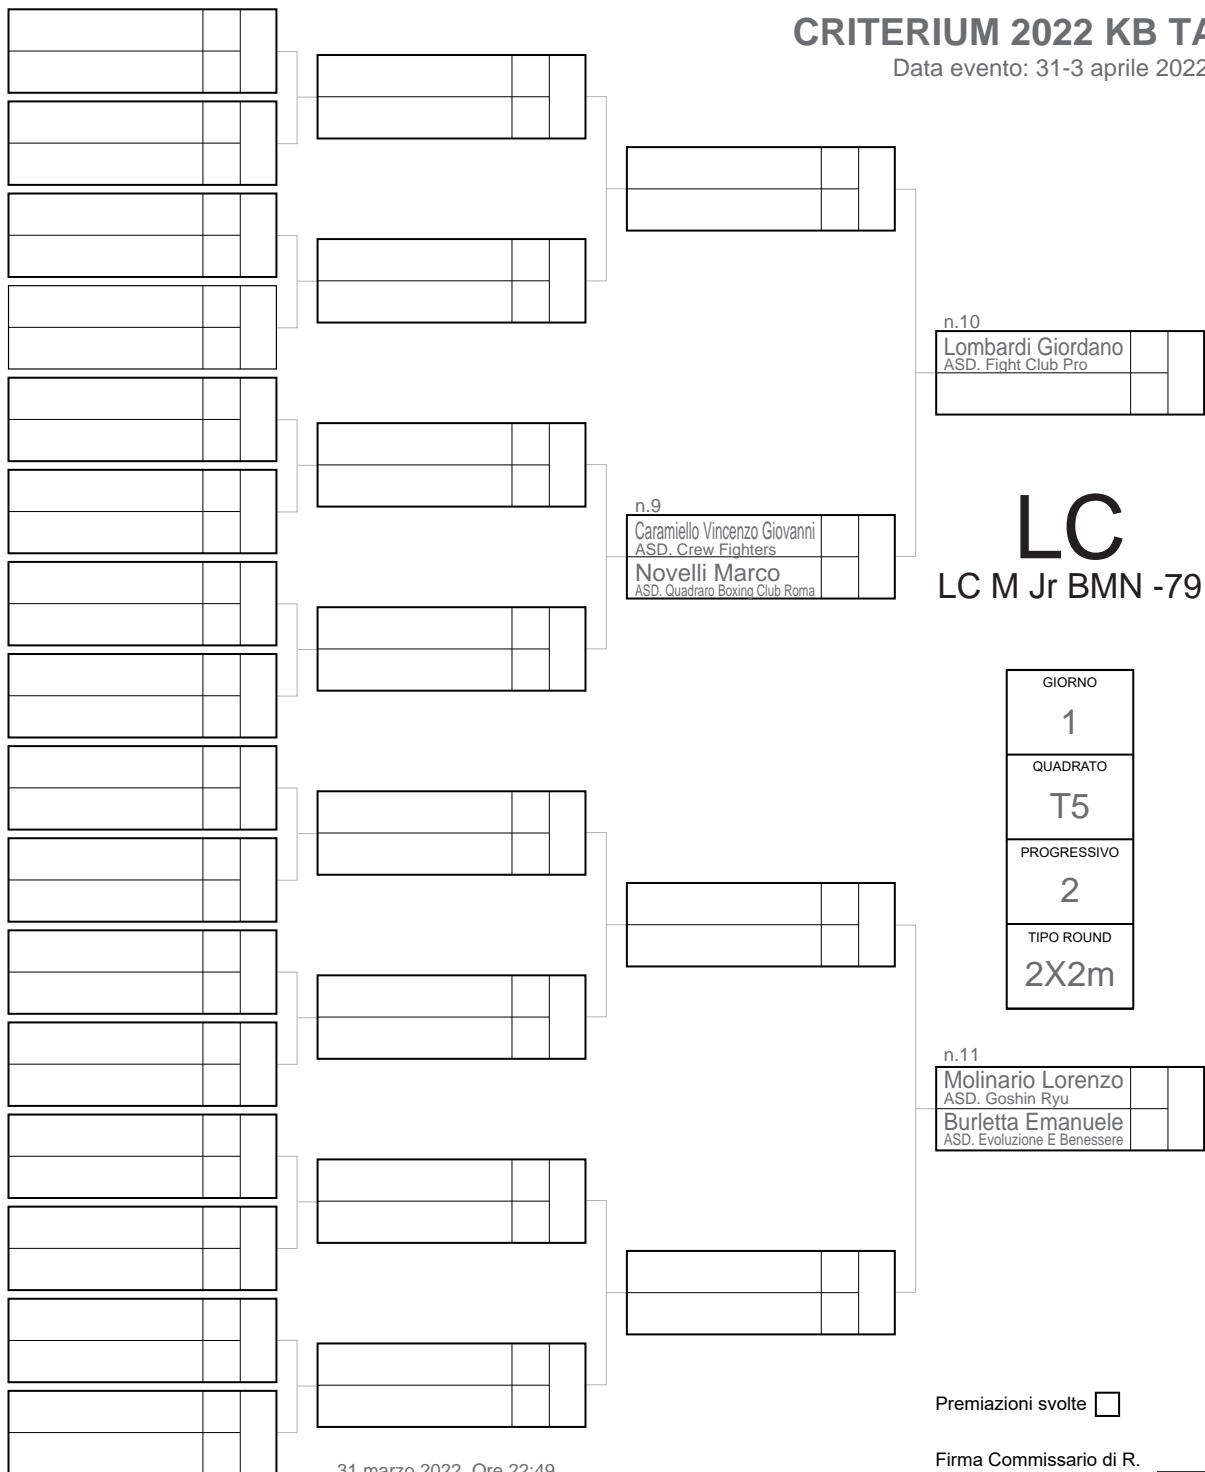 CRITERIUM 2022 KB TA
Data evento: 31-3 aprile 2022
n.10
Lombardi Giordano
ASD. Fight Club Pro
n.9
Caramiello Vincenzo Giovanni
ASD. Crew Fighters
Novelli Marco
ASD. Quadraro Boxing Club Roma
LC
LC M Jr BMN -79
GIORNO
1
QUADRATO
T5
PROGRESSIVO
2
TIPO ROUND
2X2m
n.11
Molinario Lorenzo
ASD. Goshin Ryu
Burletta Emanuele
ASD. Evoluzione E Benessere
Premiazioni svolte
Firma Commissario di R.
31 marzo 2022, Ore 22:49